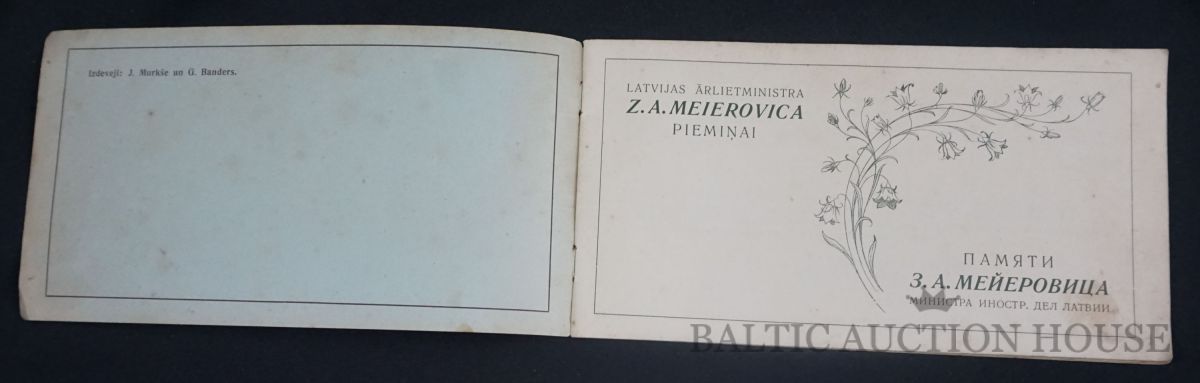 Izdevēji: J. Murkše un G. Banders.
LATVIJAS ĀRLIETMINISTRA
Z. A. MEIEROVICA
PIEMIŅAI
ПАМЯТИ
З. А. МЕЙЕРОВИЦА
МИНИСТРА ИНОСТР. ДЕЛ ЛАТВИИ
BALTIC AUCTION HOUSE